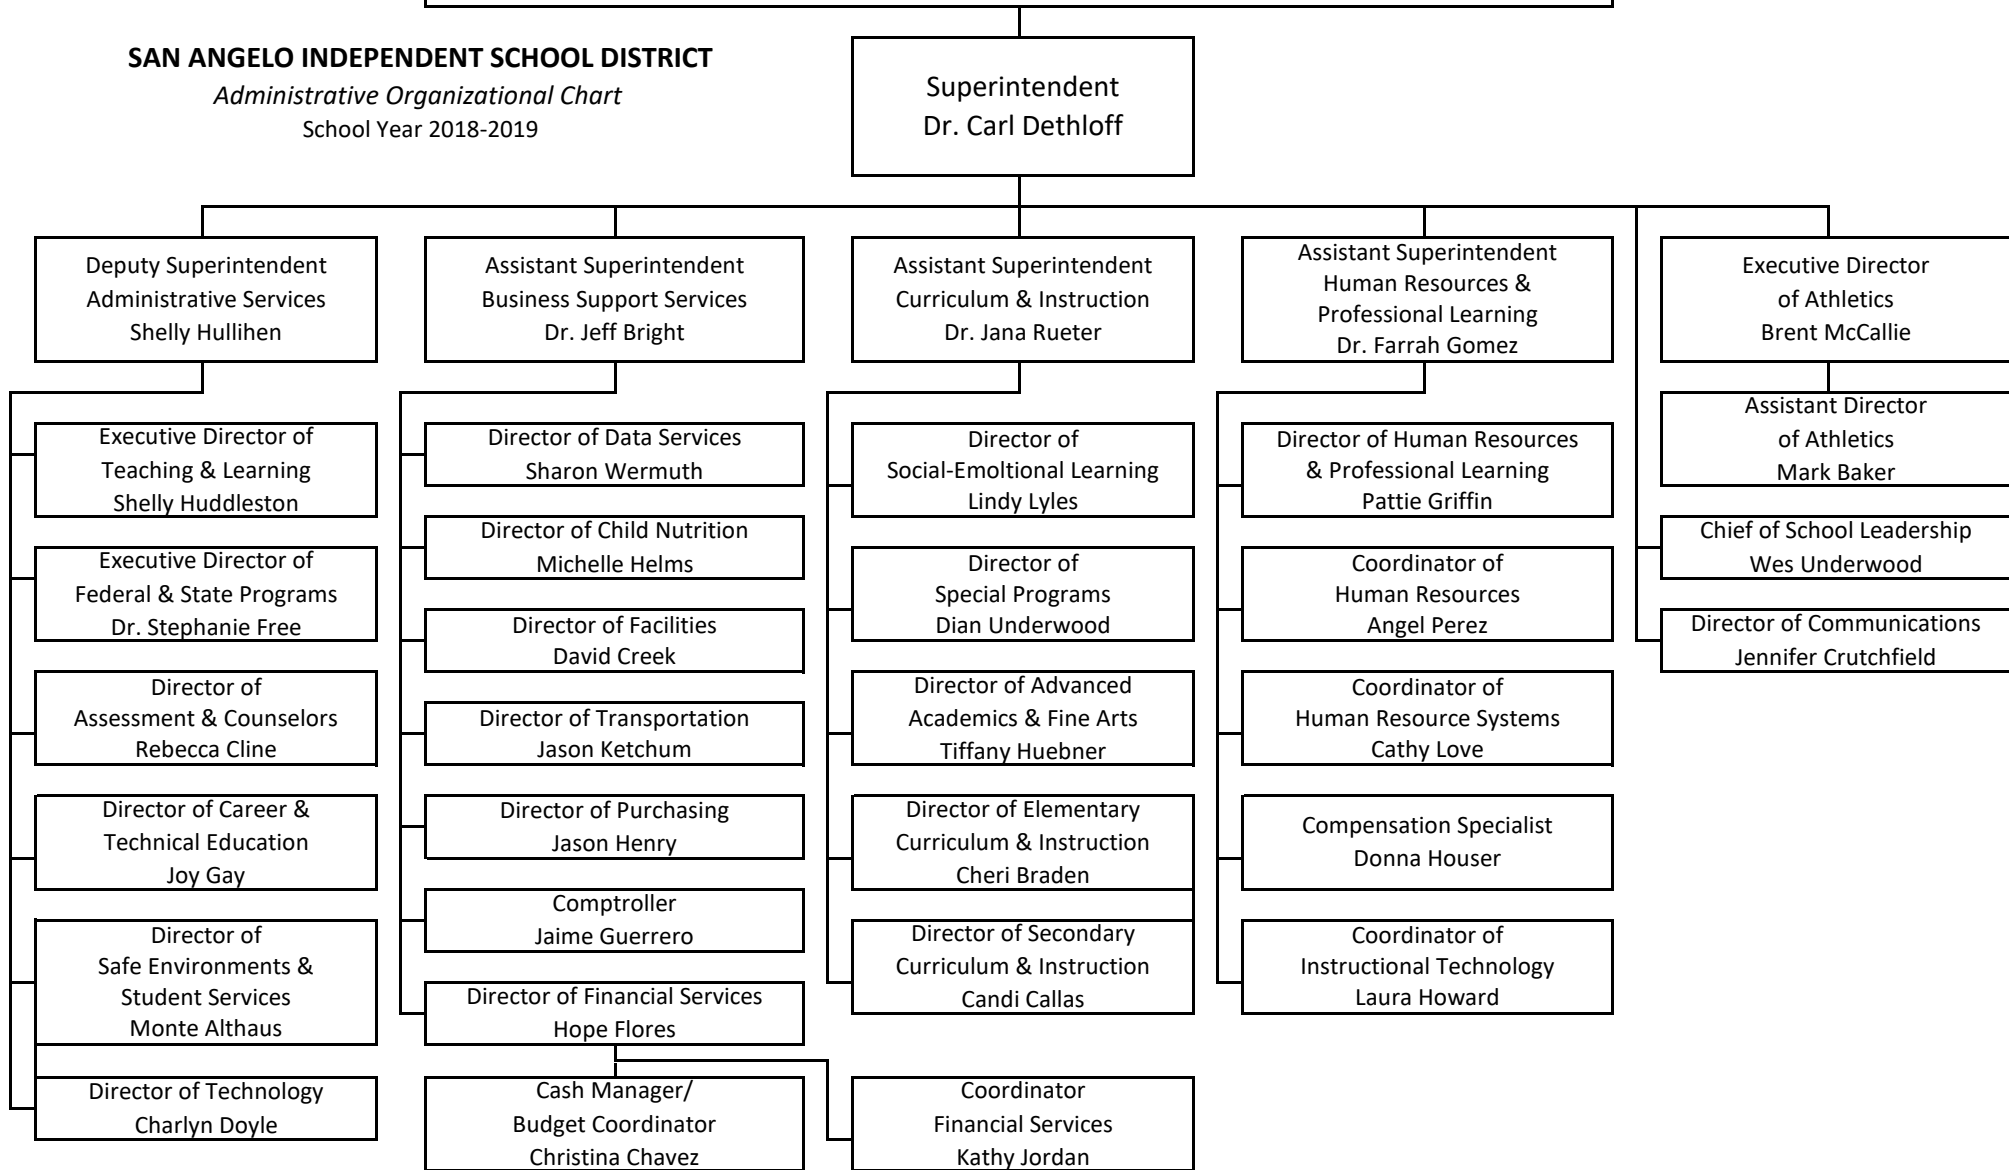 SAN ANGELO INDEPENDENT SCHOOL DISTRICT
Administrative Organizational Chart
School Year 2018-2019
Superintendent
Dr. Carl Dethloff
Deputy Superintendent
Administrative Services
Shelly Hullihen
Assistant Superintendent
Business Support Services
Dr. Jeff Bright
Assistant Superintendent
Curriculum & Instruction
Dr. Jana Rueter
Assistant Superintendent
Human Resources &
Professional Learning
Dr. Farrah Gomez
Executive Director
of Athletics
Brent McCallie
Executive Director of
Teaching & Learning
Shelly Huddleston
Executive Director of
Federal & State Programs
Dr. Stephanie Free
Director of
Assessment & Counselors
Rebecca Cline
Director of Career &
Technical Education
Joy Gay
Director of
Safe Environments &
Student Services
Monte Althaus
Director of Technology
Charlyn Doyle
Director of Data Services
Sharon Wermuth
Director of Child Nutrition
Michelle Helms
Director of Facilities
David Creek
Director of Transportation
Jason Ketchum
Director of Purchasing
Jason Henry
Comptroller
Jaime Guerrero
Director of Financial Services
Hope Flores
Cash Manager/
Budget Coordinator
Christina Chavez
Coordinator
Financial Services
Kathy Jordan
Director of
Social-Emoltional Learning
Lindy Lyles
Director of
Special Programs
Dian Underwood
Director of Advanced
Academics & Fine Arts
Tiffany Huebner
Director of Elementary
Curriculum & Instruction
Cheri Braden
Director of Secondary
Curriculum & Instruction
Candi Callas
Director of Human Resources
& Professional Learning
Pattie Griffin
Coordinator of
Human Resources
Angel Perez
Coordinator of
Human Resource Systems
Cathy Love
Compensation Specialist
Donna Houser
Coordinator of
Instructional Technology
Laura Howard
Assistant Director
of Athletics
Mark Baker
Chief of School Leadership
Wes Underwood
Director of Communications
Jennifer Crutchfield